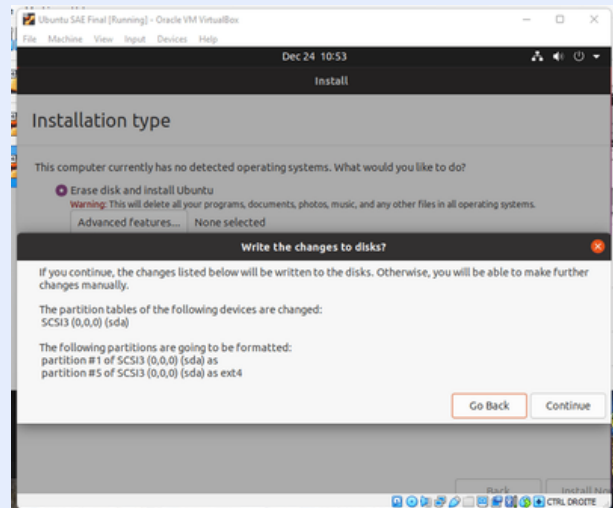 Ubuntu SAE Final [Running] - Oracle VM VirtualBox
File Machine View Input Devices Help
Dec 24 10:53
Install
Installation type
This computer currently has no detected operating systems. What would you like to do?
Erase disk and install Ubuntu
Warning: This will delete all your programs, documents, photos, music, and any other files in all operating systems.
Advanced features... None selected
Write the changes to disks?
If you continue, the changes listed below will be written to the disks. Otherwise, you will be able to make further
changes manually.
The partition tables of the following devices are changed:
SCSI3 (0,0,0) (sda)
The following partitions are going to be formatted:
partition #1 of SCSI3 (0,0,0) (sda) as
partition #5 of SCSI3 (0,0,0) (sda) as ext4
Go Back Continue
Back Install Now
CTRL DROITE